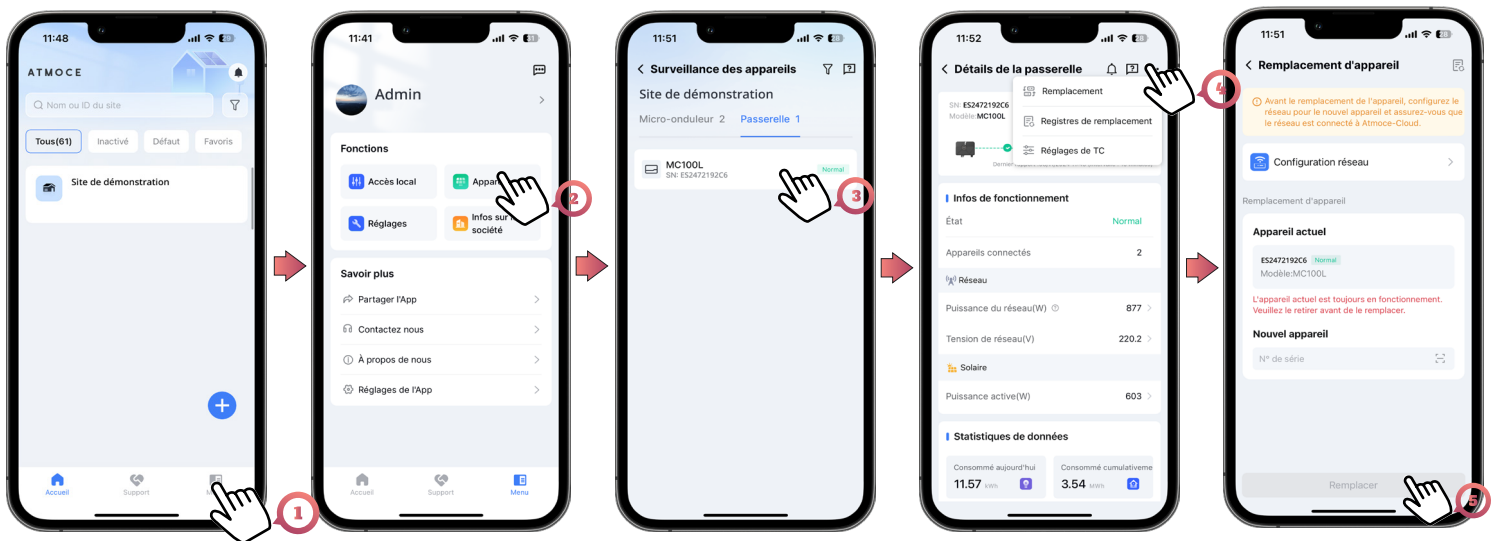 11:48
28
ATMOCE
Nom ou ID du site
Tous(61)
Inactivé
Défaut
Favoris
Site de démonstration
Accueil
Support
1
11:41
31
Admin
Fonctions
Accès local
Réglages
Infos sur
société
2
Savoir plus
Partager l'App
Contactez nous
À propos de nous
Réglages de l'App
Accueil
Support
Menu
11:51
28
Surveillance des appareils
Site de démonstration
Micro-onduleur 2
Passerelle 1
MC100L
SN: ES2472192C6
Normal
3
11:52
28
Détails de la passerelle
SN: ES2472192C6
Modèle:MC100L
Remplacement
Registres de remplacement
Réglages de TC
4
Infos de fonctionnement
État
Normal
Appareils connectés
2
Réseau
Puissance du réseau(W)
877
Tension de réseau(V)
220.2
Solaire
Puissance active(W)
603
Statistiques de données
Consommé aujourd'hui
11.57 kWh
Consommé cumulativeme
3.54 MWh
11:51
28
Remplacement d'appareil
Avant le remplacement de l'appareil, configurez le
réseau pour le nouvel appareil et assurez-vous que
le réseau est connecté à Atmoce-Cloud.
Configuration réseau
Remplacement d'appareil
Appareil actuel
ES2472192C6 Normal
Modèle:MC100L
L'appareil actuel est toujours en fonctionnement.
Veuillez le retirer avant de le remplacer.
Nouvel appareil
N° de série
Remplacer
5